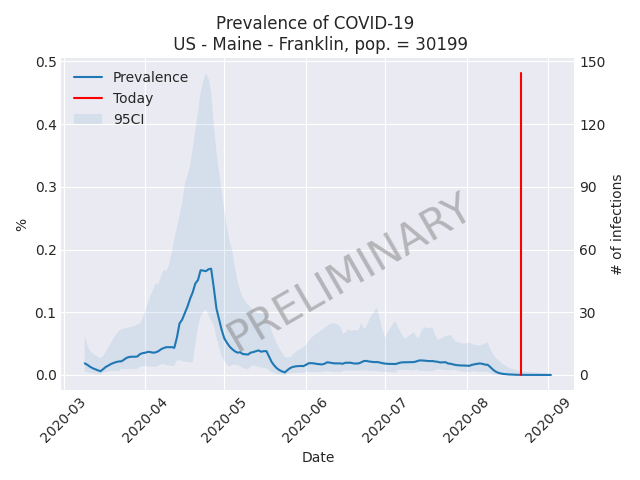 Prevalence of COVID-19
US - Maine - Franklin, pop. = 30199
Prevalence
Today
95CI
PRELIMINARY
%
0.5
0.4
0.3
0.2
0.1
0.0
150
120
90
60
30
0
# of infections
2020-03
2020-04
2020-05
2020-06
2020-07
2020-08
2020-09
Date